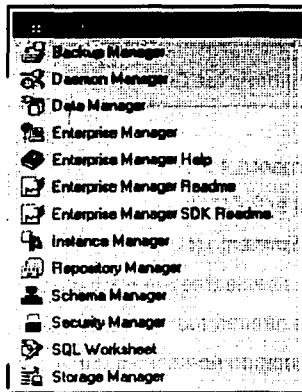 Backup Manager
Daemon Manager
Data Manager
Enterprise Manager
Enterprise Manager Help
Enterprise Manager Readme
Enterprise Manager SDK Readme
Instance Manager
Repository Manager
Schema Manager
Security Manager
SQL Worksheet
Storage Manager